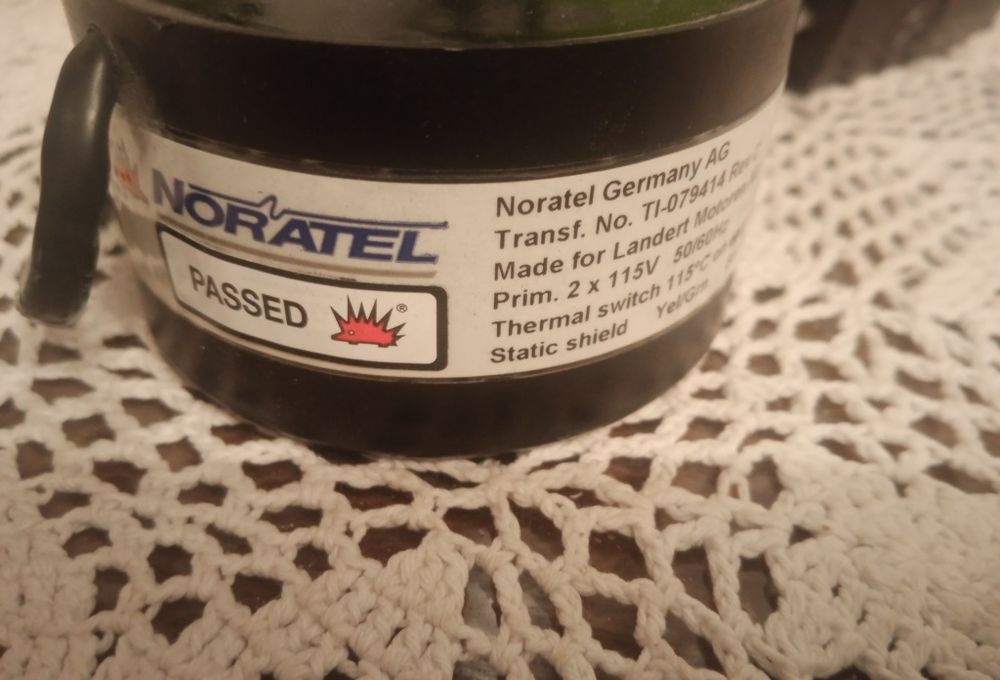 NORATEL
PASSED
®
Noratel Germany AG
Transf. No. TI-079414 Rev.
Made for Landert
Prim. 2 x 115V 50/60Hz
Thermal switch 115°C
Static shield Yel/Grn